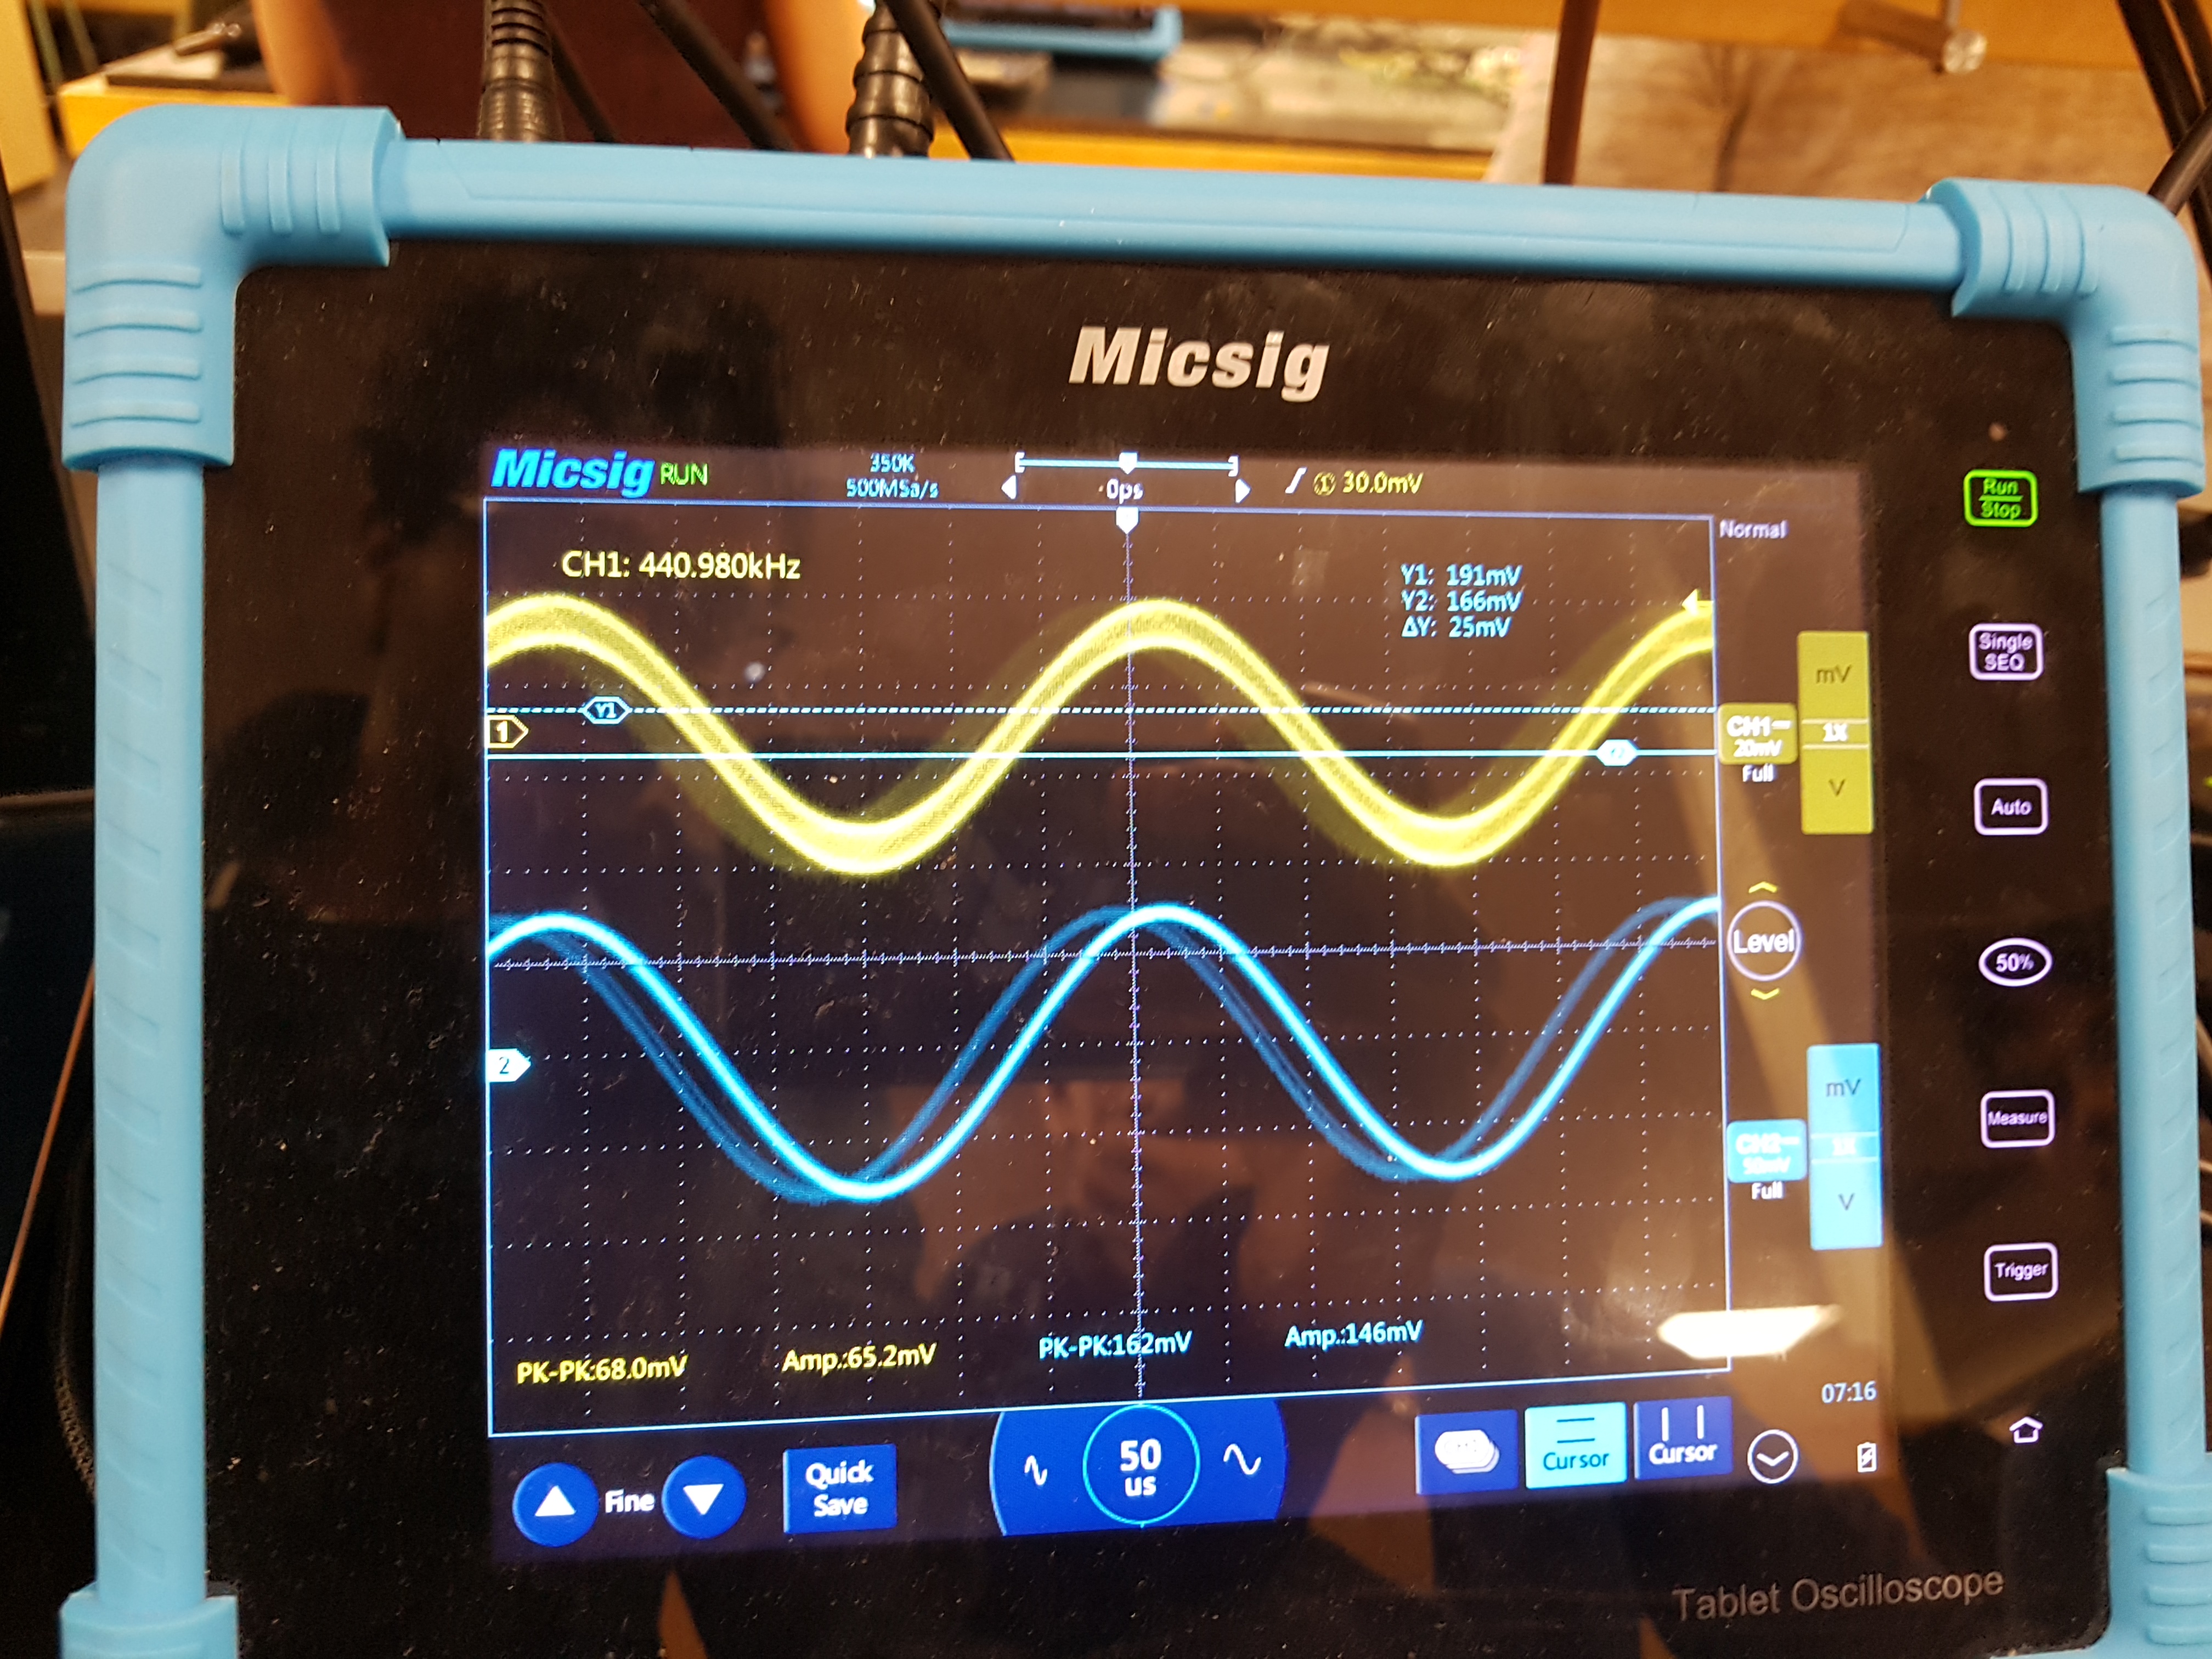 Micsig
Micsig RUN
350K
500MSa/s
0ps
① 30.0mV
Normal
Run
Stop
CH1: 440.980kHz
Y1: 191mV
Y2: 166mV
ΔY: 25mV
Single
SEQ
mV
Y1
1
CH1
20mV
Full
1X
V
Auto
Level
50%
2
mV
CH2
50mV
Full
1X
V
Measure
Trigger
PK-PK:68.0mV
Amp.:65.2mV
PK-PK:162mV
Amp.:146mV
07:16
Fine
Quick
Save
50
us
Cursor
Cursor
Tablet Oscilloscope